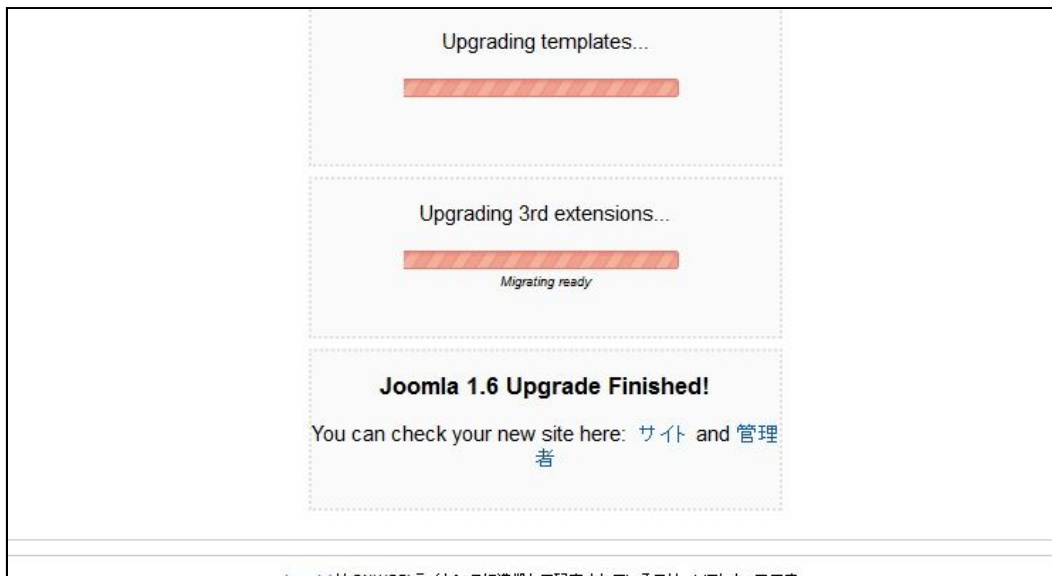 Upgrading templates...
Upgrading 3rd extensions...
Migrating ready
Joomla 1.6 Upgrade Finished!
You can check your new site here: サイト and 管理
者